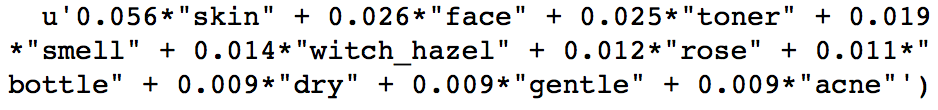 u'0.056*"skin" + 0.026*"face" + 0.025*"toner" + 0.019
*"smell" + 0.014*"witch_hazel" + 0.012*"rose" + 0.011*"
bottle" + 0.009*"dry" + 0.009*"gentle" + 0.009*"acne"')